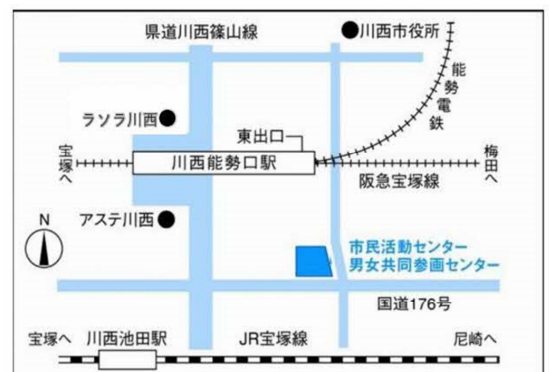 県道川西篠山線
川西市役所
能勢電鉄
ラソラ川西
東出口
宝塚へ
川西能勢口駅
梅田へ
阪急宝塚線
アステ川西
N
市民活動センター
男女共同参画センター
国道176号
宝塚へ
川西池田駅
JR宝塚線
尼崎へ